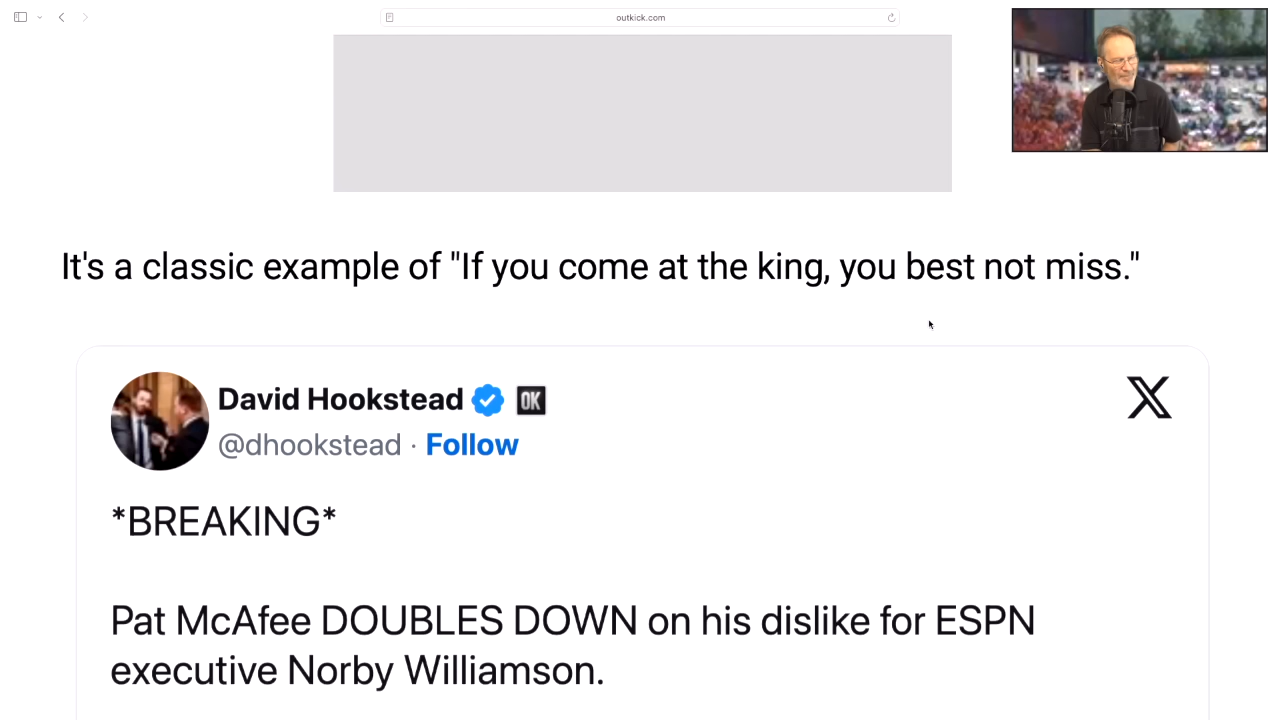 outkick.com
It's a classic example of "If you come at the king, you best not miss."
David Hookstead OK
@dhookstead · Follow
*BREAKING*
Pat McAfee DOUBLES DOWN on his dislike for ESPN
executive Norby Williamson.